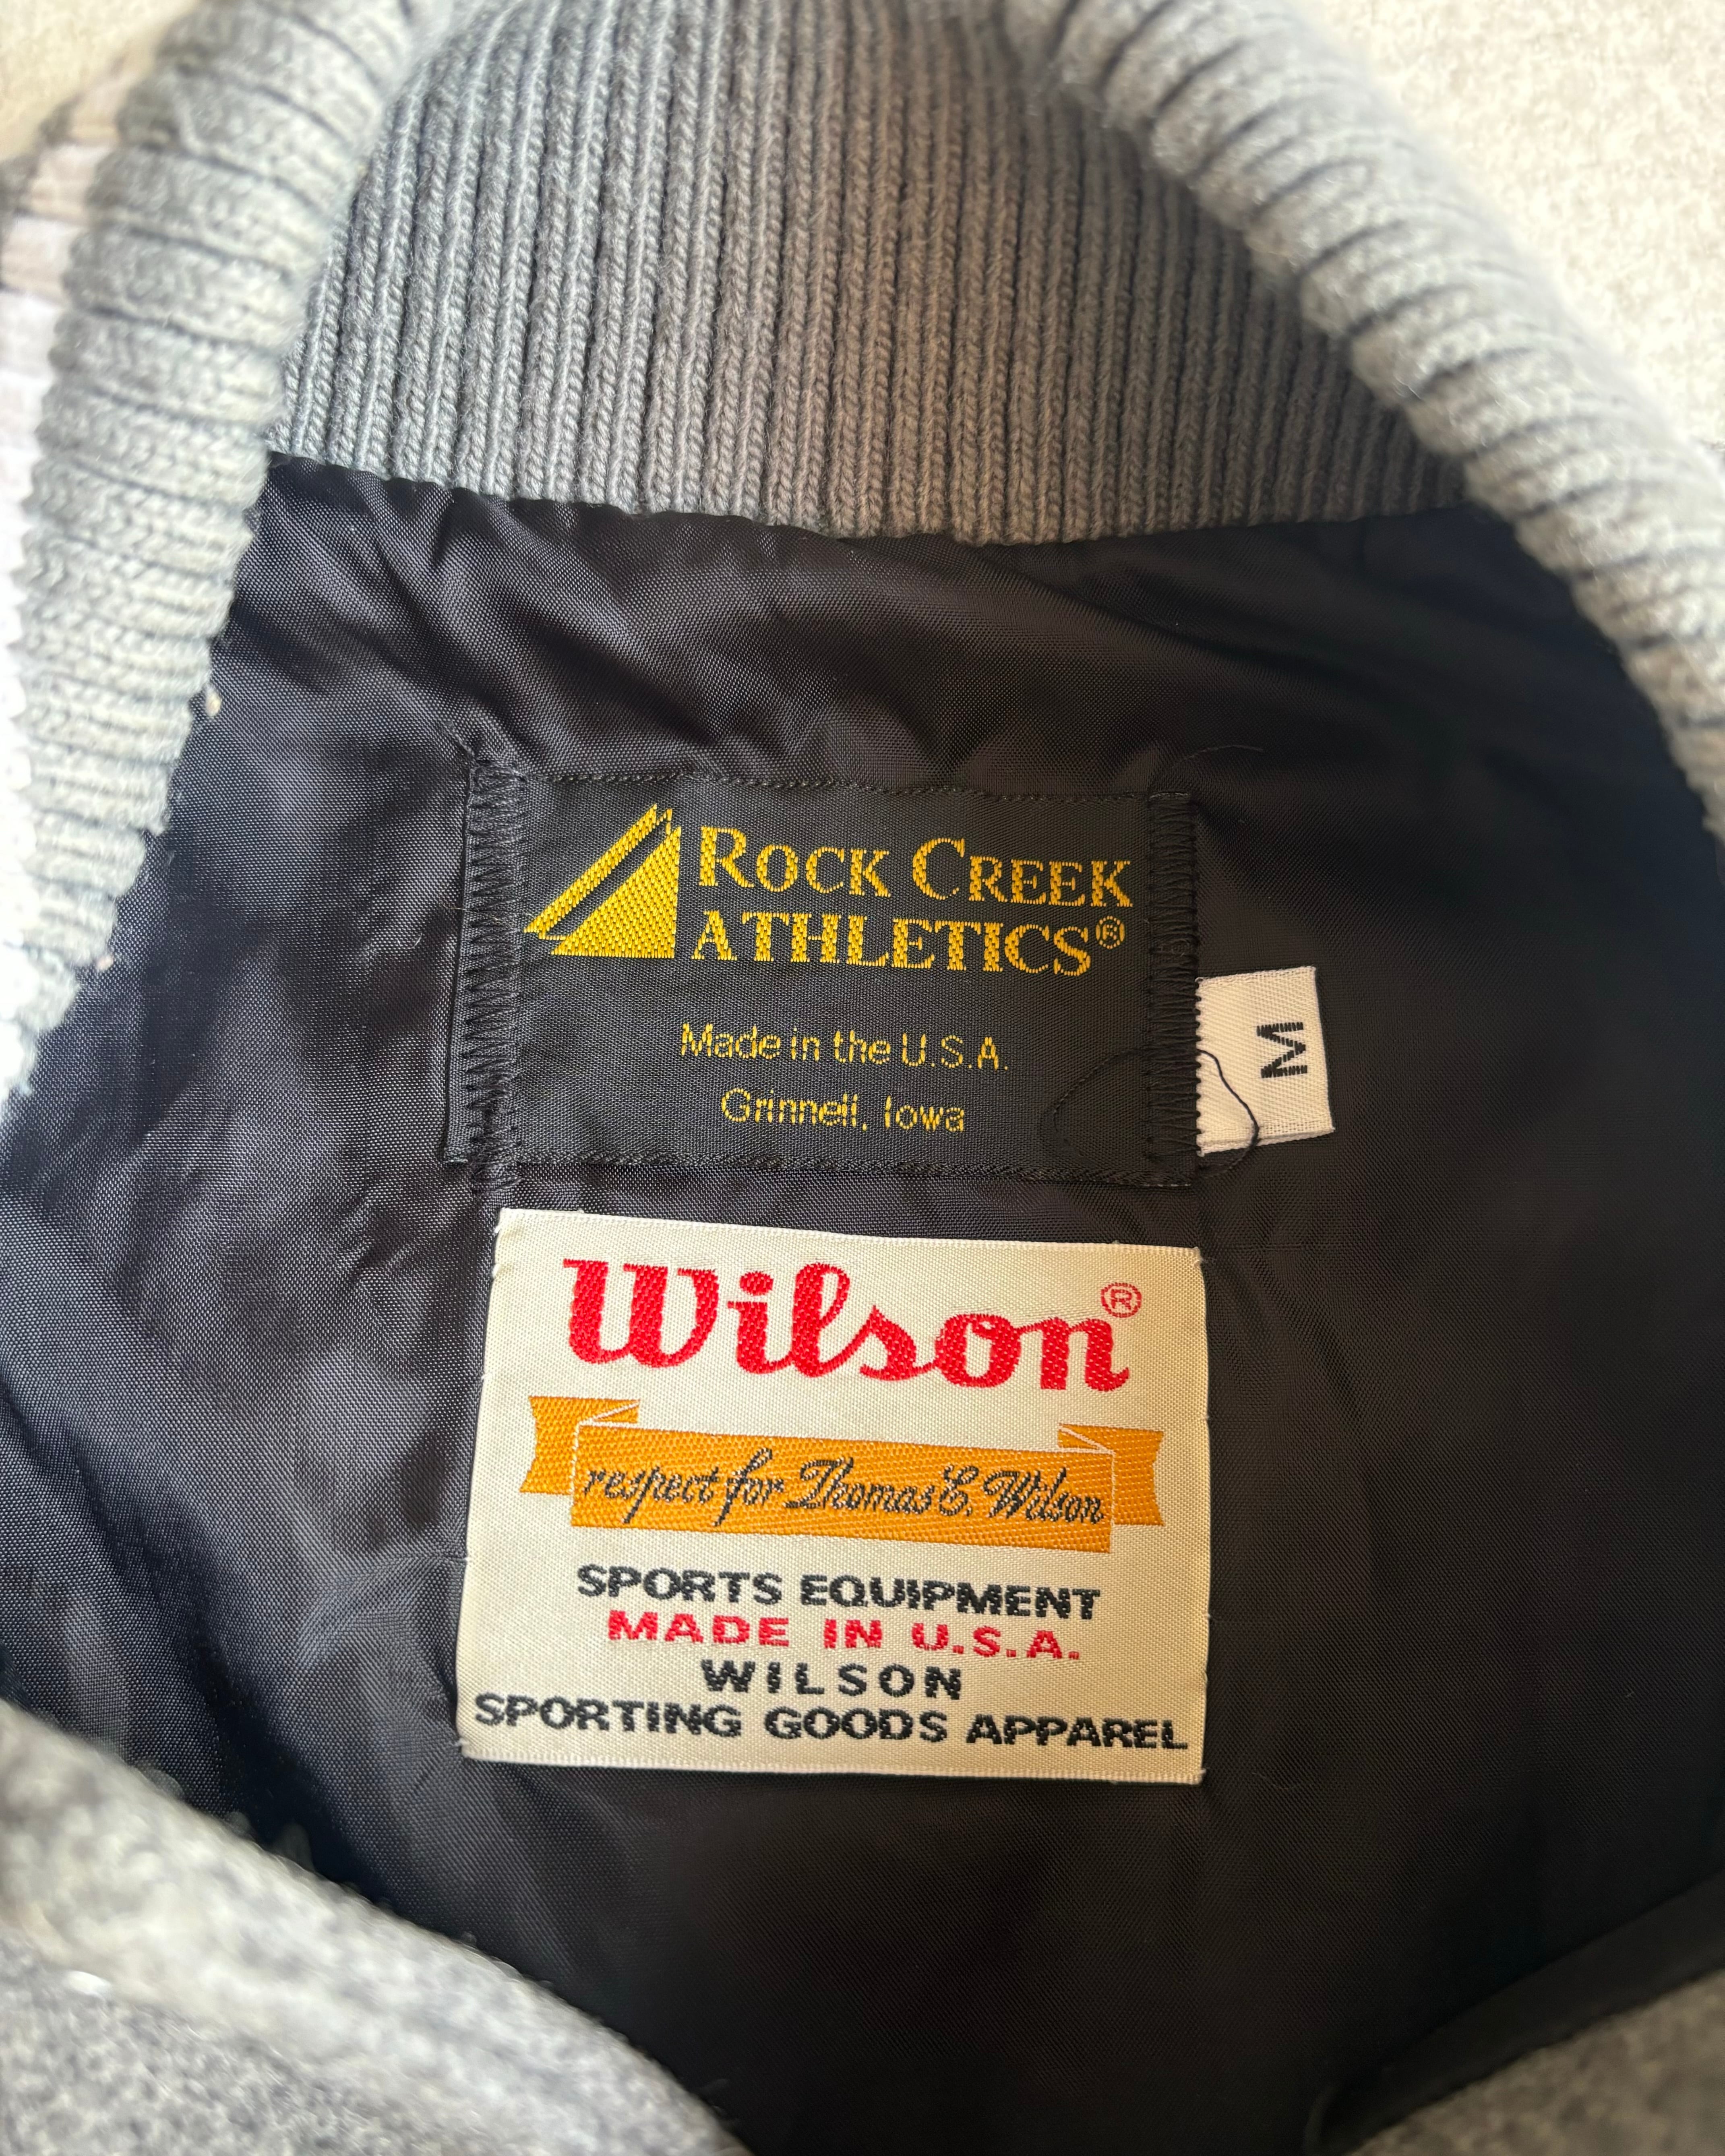 ROCK CREEK
ATHLETICS®
Made in the U.S.A.
Grinnell, Iowa
M
Wilson®
respect for Thomas E. Wilson
SPORTS EQUIPMENT
MADE IN U.S.A.
WILSON
SPORTING GOODS APPAREL